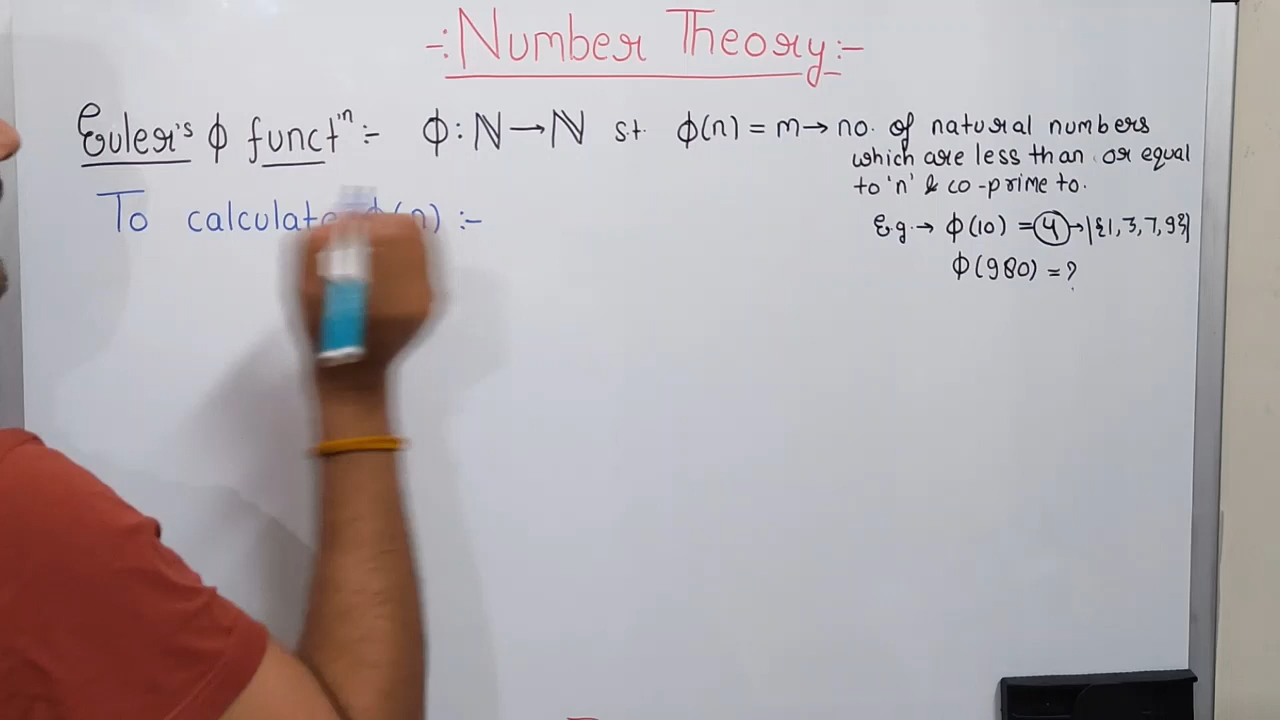 -: Number Theory:-
Euler's ϕ functⁿ:- ϕ: ℕ → ℕ s.t. ϕ(n) = m → no. of natural numbers
which are less than or equal
to 'n' & co-prime to.
To calculate ϕ(n) :-
E.g. → ϕ(10) = 4 → |{1, 3, 7, 9}|
ϕ(980) = ?